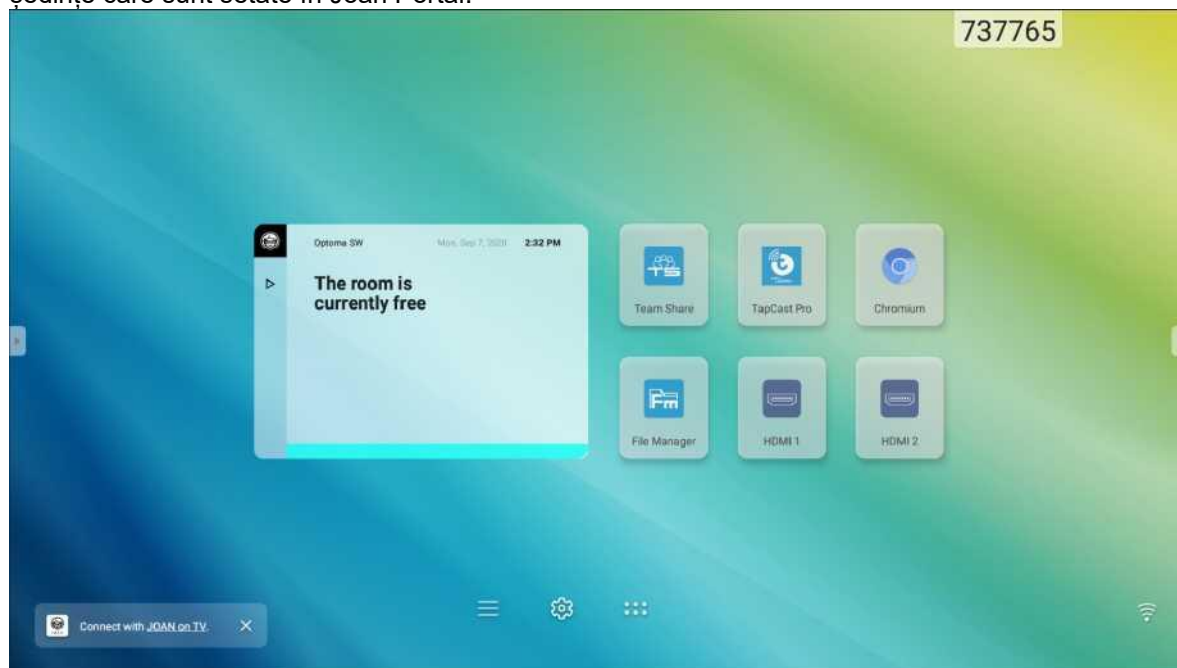 ședințe care sunt setate în Joan Portal.
737765
Optoma SW Mon, Sep 7, 2020 2:32 PM
The room is
currently free
Team Share TapCast Pro Chromium
File Manager HDMI 1 HDMI 2
Connect with JOAN on TV.